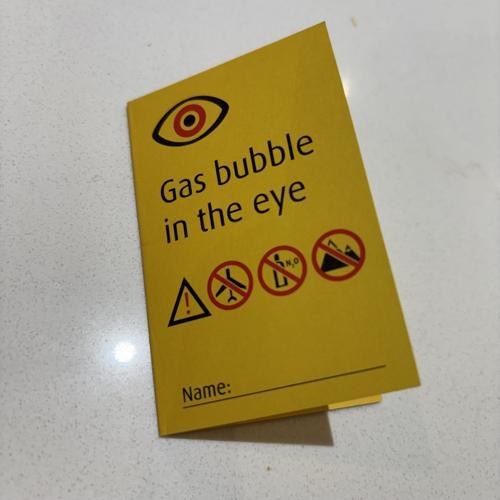 Gas bubble
in the eye
!
N₂O
Name: